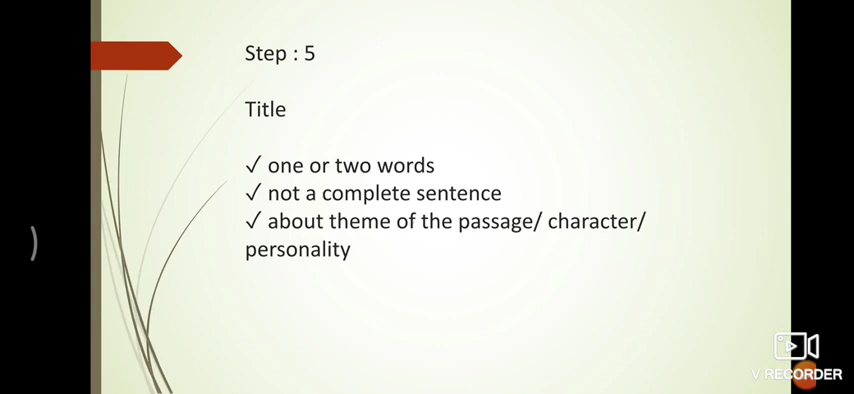 Step : 5
Title
✓ one or two words
✓ not a complete sentence
✓ about theme of the passage/ character/
personality
V RECORDER